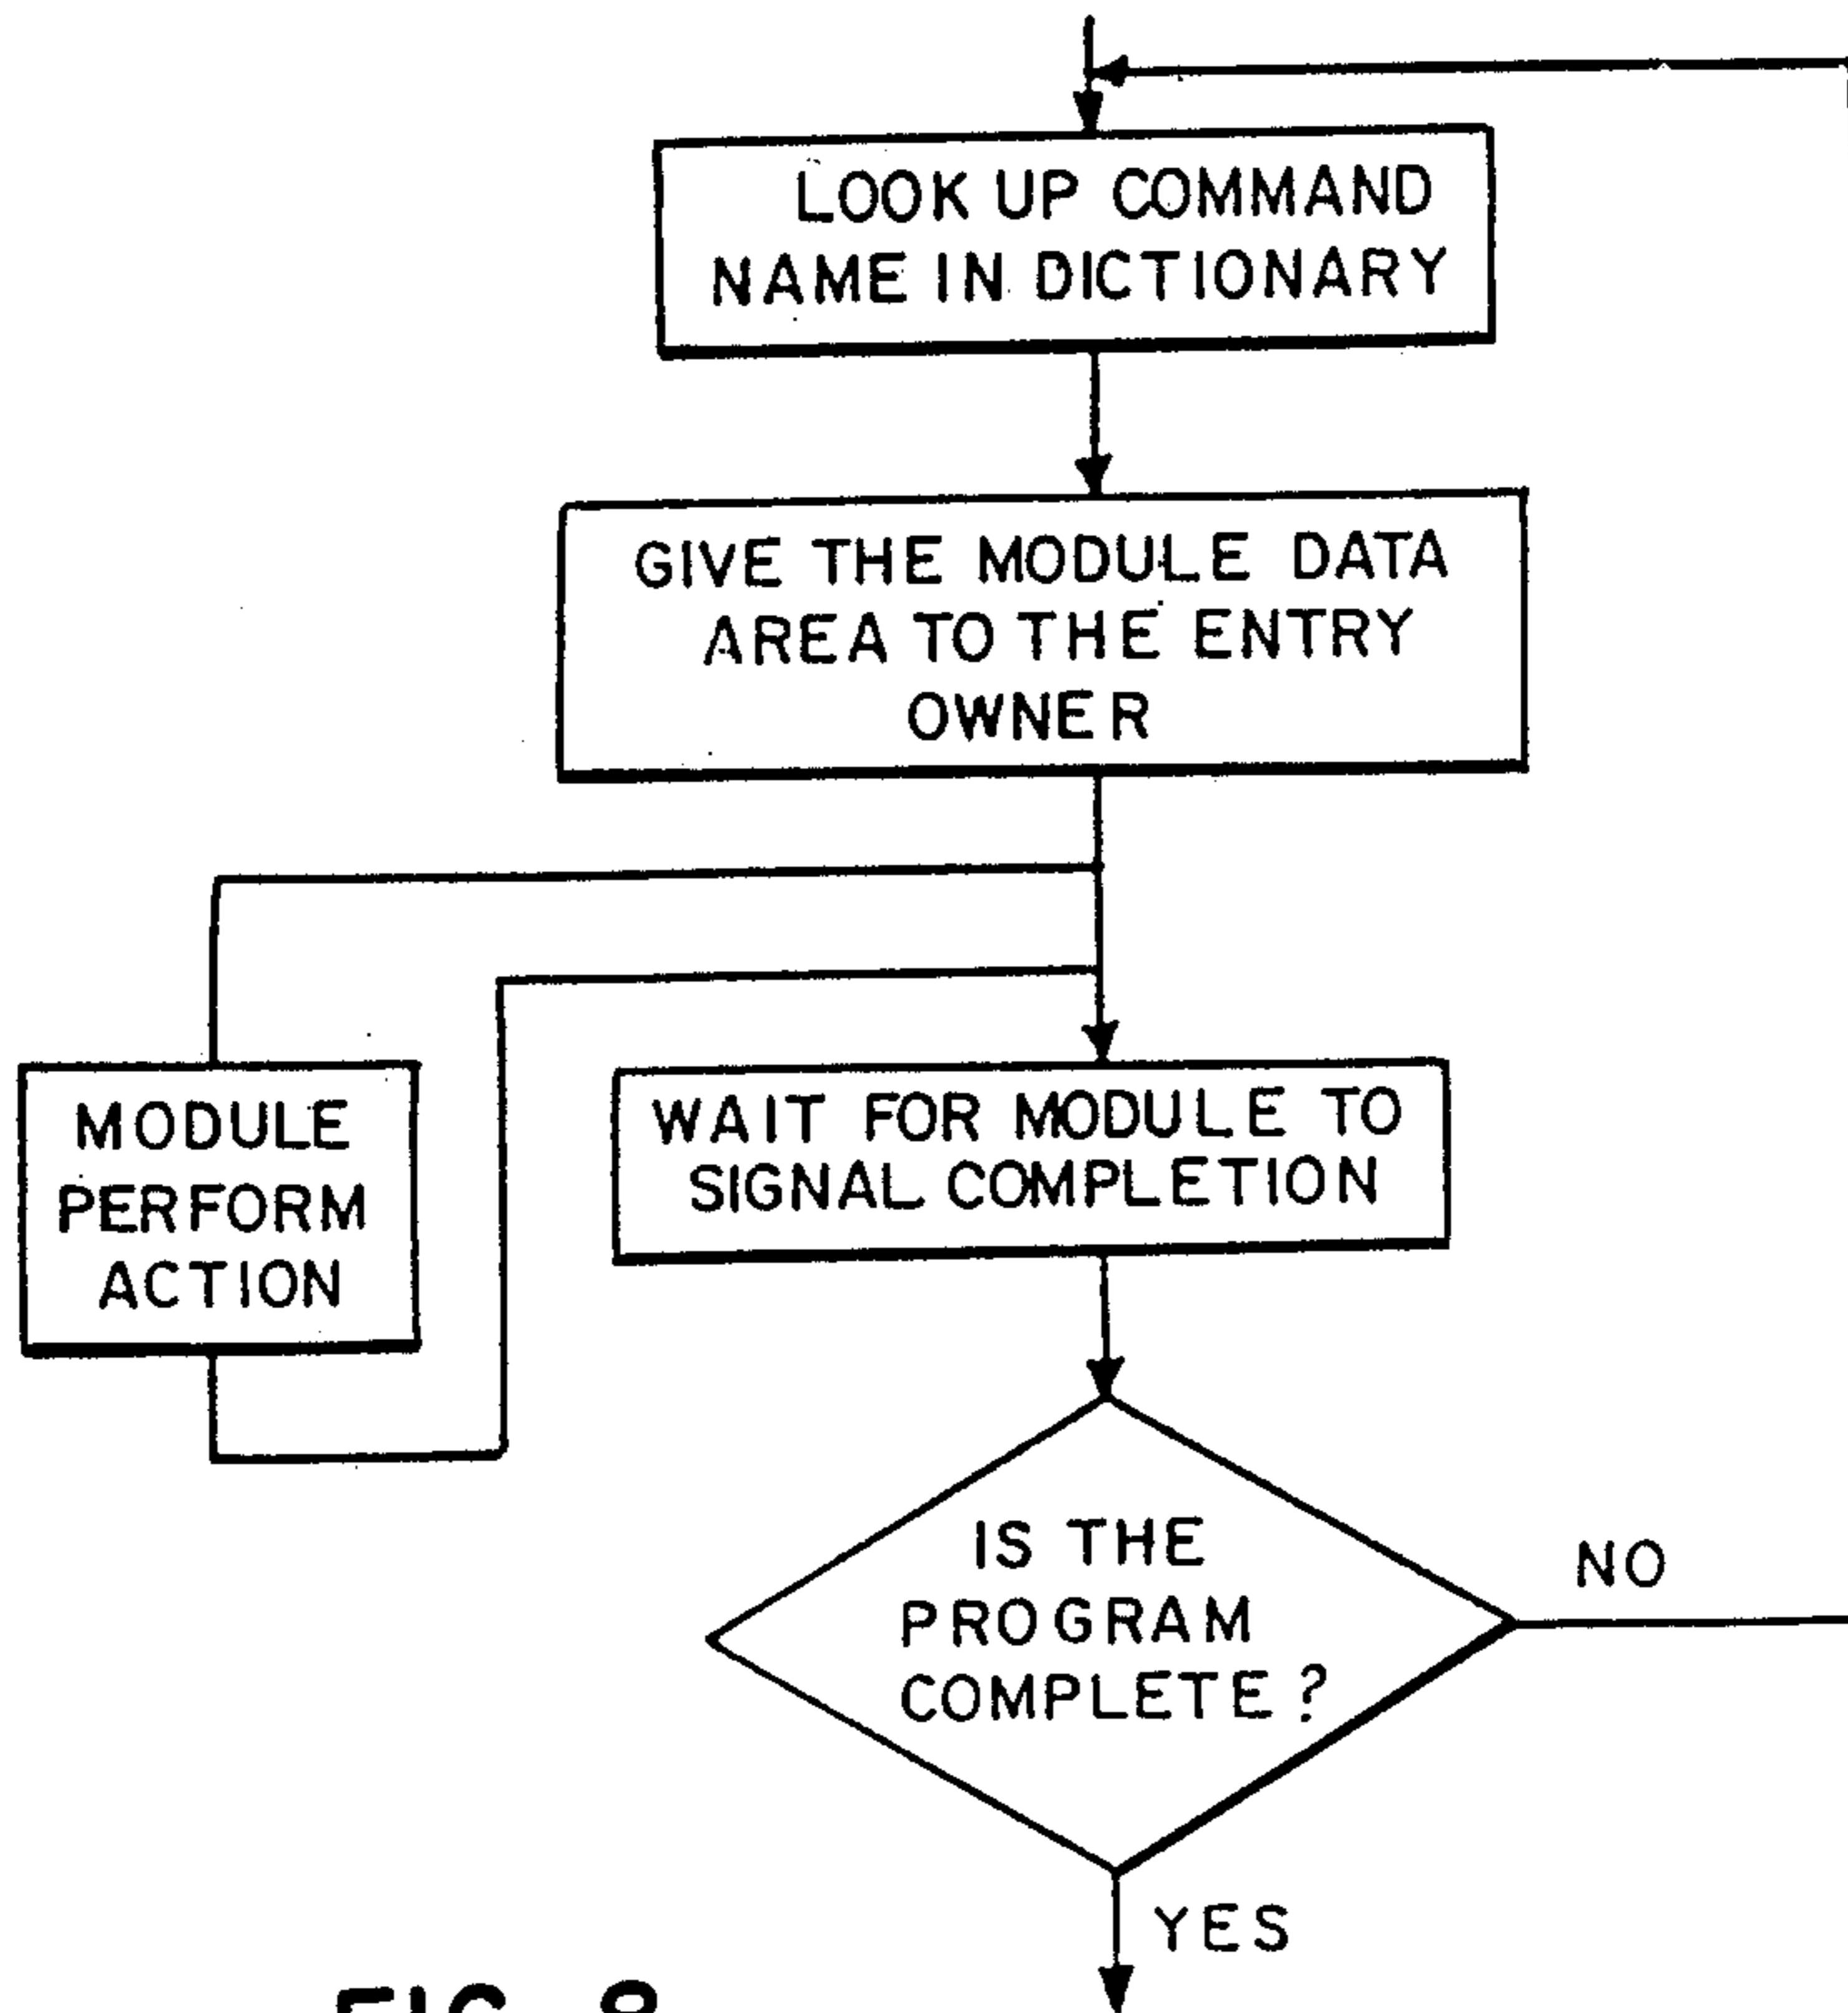 LOOK UP COMMAND
NAME IN DICTIONARY
GIVE THE MODULE DATA
AREA TO THE ENTRY
OWNER
MODULE
PERFORM
ACTION
WAIT FOR MODULE TO
SIGNAL COMPLETION
IS THE
PROGRAM
COMPLETE ?
NO
YES